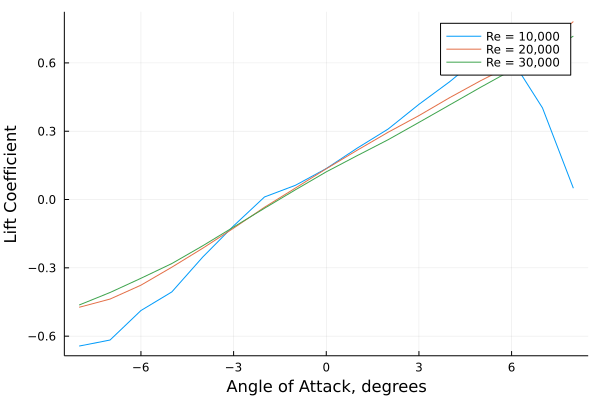 Re = 10,000
Re = 20,000
Re = 30,000
0.6
0.3
0.0
−0.3
−0.6
−6
−3
0
3
6
Lift Coefficient
Angle of Attack, degrees